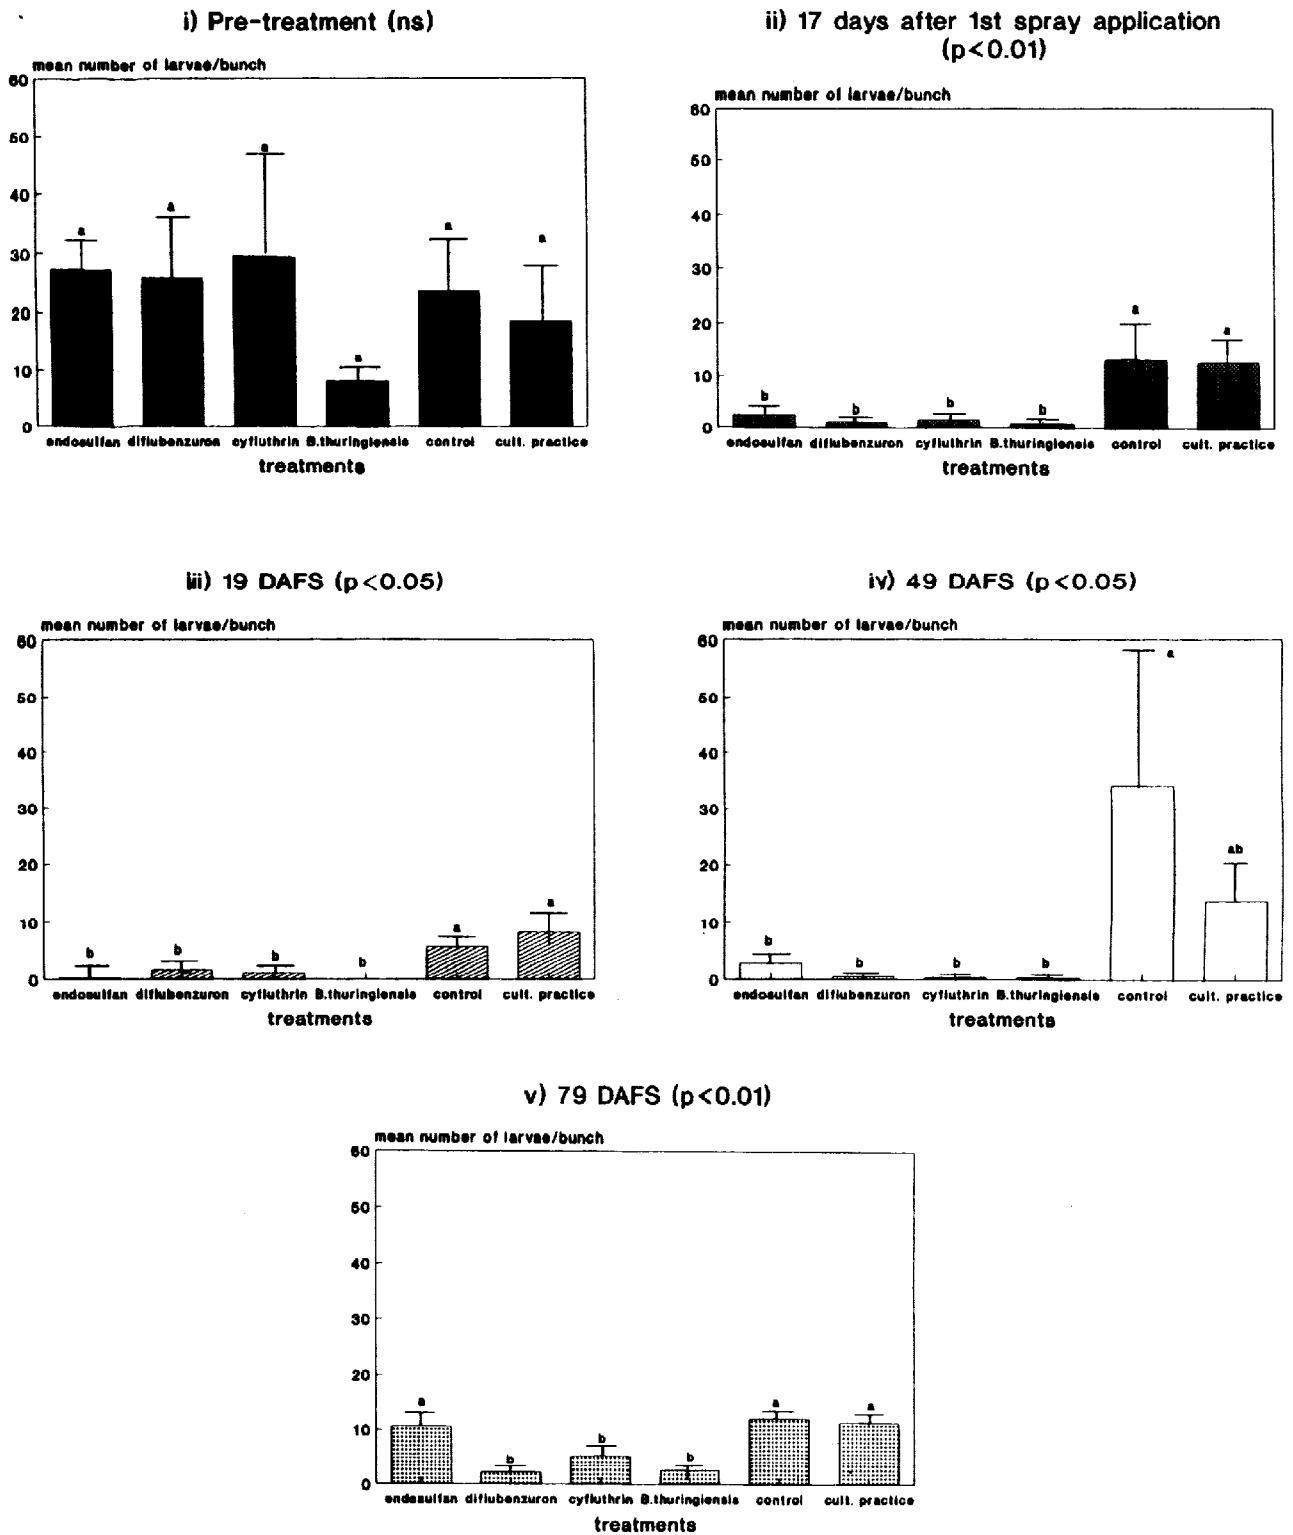 i) Pre-treatment (ns)
mean number of larvae/bunch
60
50
40
30
20
10
0
a a a a a a
endosulfan diflubenzuron cyfluthrin B.thuringiensis control cult. practice
treatments
ii) 17 days after 1st spray application
(p<0.01)
mean number of larvae/bunch
60
50
40
30
20
10
0
b b b b a a
endosulfan diflubenzuron cyfluthrin B.thuringiensis control cult. practice
treatments
iii) 19 DAFS (p<0.05)
mean number of larvae/bunch
60
50
40
30
20
10
0
b b b b a a
endosulfan diflubenzuron cyfluthrin B.thuringiensis control cult. practice
treatments
iv) 49 DAFS (p<0.05)
mean number of larvae/bunch
60
50
40
30
20
10
0
b b b b a ab
endosulfan diflubenzuron cyfluthrin B.thuringiensis control cult. practice
treatments
v) 79 DAFS (p<0.01)
mean number of larvae/bunch
60
50
40
30
20
10
0
a b b b a a
endosulfan diflubenzuron cyfluthrin B.thuringiensis control cult. practice
treatments